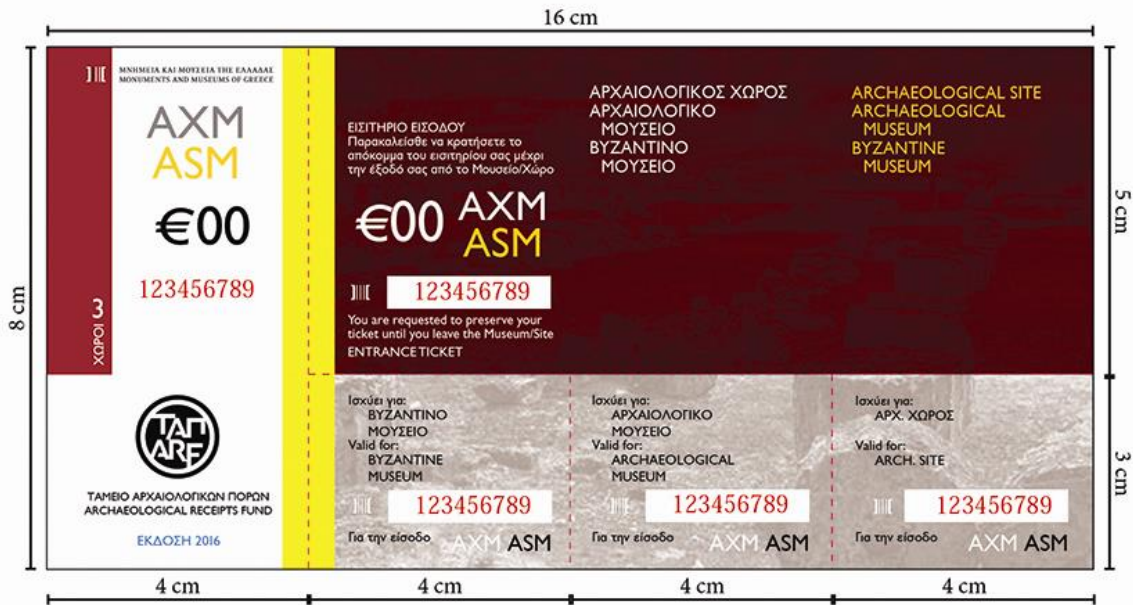 16 cm
8 cm
5 cm
3 cm
4 cm
4 cm
4 cm
4 cm
ΜΝΗΜΕΙΑ ΚΑΙ ΜΟΥΣΕΙΑ ΤΗΣ ΕΛΛΑΔΑΣ
MONUMENTS AND MUSEUMS OF GREECE
ΑΧΜ
ASM
€00
123456789
3
ΧΩΡΟΙ
ΤΑΠ
ARF
ΤΑΜΕΙΟ ΑΡΧΑΙΟΛΟΓΙΚΩΝ ΠΟΡΩΝ
ARCHAEOLOGICAL RECEIPTS FUND
ΕΚΔΟΣΗ 2016
ΕΙΣΙΤΗΡΙΟ ΕΙΣΟΔΟΥ
Παρακαλείσθε να κρατήσετε το
απόκομμα του εισιτηρίου σας μέχρι
την έξοδό σας από το Μουσείο/Χώρο
€00
ΑΧΜ
ASM
123456789
You are requested to preserve your
ticket until you leave the Museum/Site
ENTRANCE TICKET
ΑΡΧΑΙΟΛΟΓΙΚΟΣ ΧΩΡΟΣ
ΑΡΧΑΙΟΛΟΓΙΚΟ
ΜΟΥΣΕΙΟ
ΒΥΖΑΝΤΙΝΟ
ΜΟΥΣΕΙΟ
ARCHAEOLOGICAL SITE
ARCHAEOLOGICAL
MUSEUM
BYZANTINE
MUSEUM
Ισχύει για:
ΒΥΖΑΝΤΙΝΟ
ΜΟΥΣΕΙΟ
Valid for:
BYZANTINE
MUSEUM
123456789
Για την είσοδο ΑΧΜ ASM
Ισχύει για:
ΑΡΧΑΙΟΛΟΓΙΚΟ
ΜΟΥΣΕΙΟ
Valid for:
ARCHAEOLOGICAL
MUSEUM
123456789
Για την είσοδο ΑΧΜ ASM
Ισχύει για:
ΑΡΧ. ΧΩΡΟΣ
Valid for:
ARCH. SITE
123456789
Για την είσοδο ΑΧΜ ASM